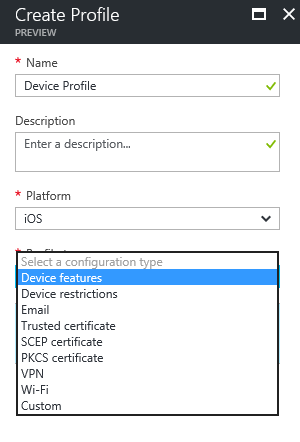 Create Profile
PREVIEW
* Name
Device Profile
Description
Enter a description...
* Platform
iOS
Select a configuration type
Device features
Device restrictions
Email
Trusted certificate
SCEP certificate
PKCS certificate
VPN
Wi-Fi
Custom